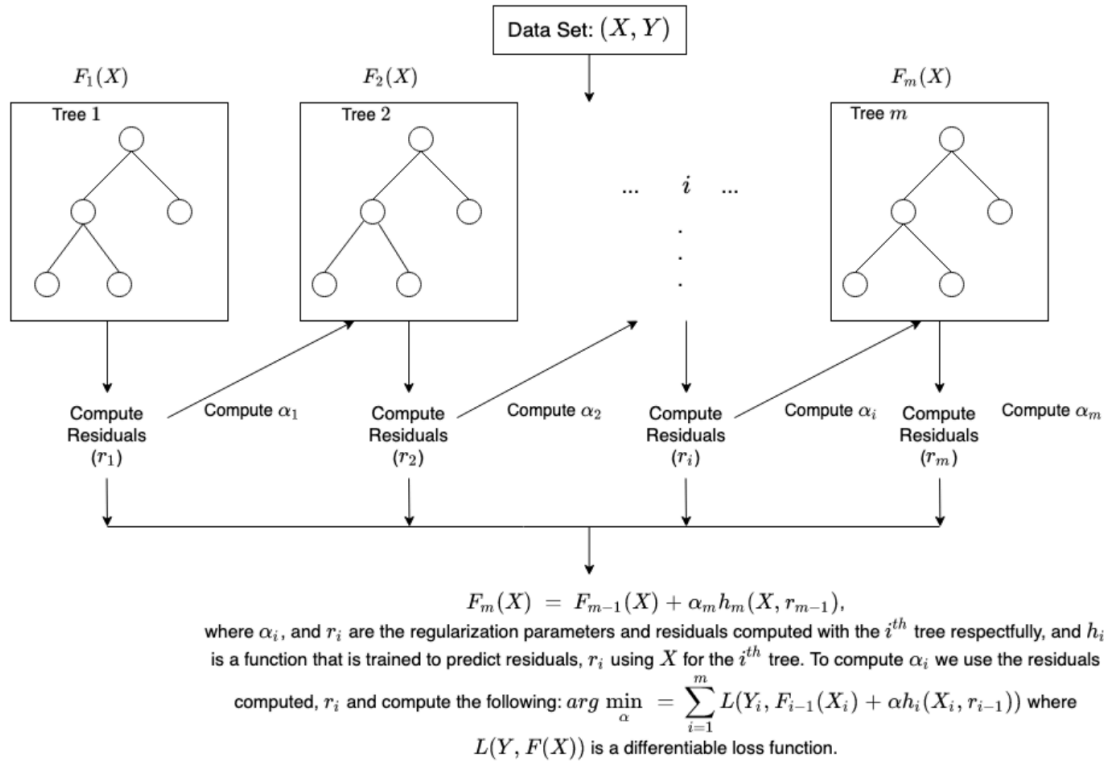 Data Set: (X, Y)
F₁(X)
F₂(X)
Fₘ(X)
Tree 1
Tree 2
Tree m
... i ...
.
.
.
Compute
Residuals
(r₁)
Compute α₁
Compute
Residuals
(r₂)
Compute α₂
Compute
Residuals
(rᵢ)
Compute αᵢ
Compute
Residuals
(rₘ)
Compute αₘ
Fₘ(X) = Fₘ₋₁(X) + αₘhₘ(X, rₘ₋₁),
where αᵢ, and rᵢ are the regularization parameters and residuals computed with the iᵗʰ tree respectfully, and hᵢ
is a function that is trained to predict residuals, rᵢ using X for the iᵗʰ tree. To compute αᵢ we use the residuals
computed, rᵢ and compute the following: arg min_α = ∑_{i=1}^{m} L(Yᵢ, Fᵢ₋₁(Xᵢ) + αhᵢ(Xᵢ, rᵢ₋₁)) where
L(Y, F(X)) is a differentiable loss function.